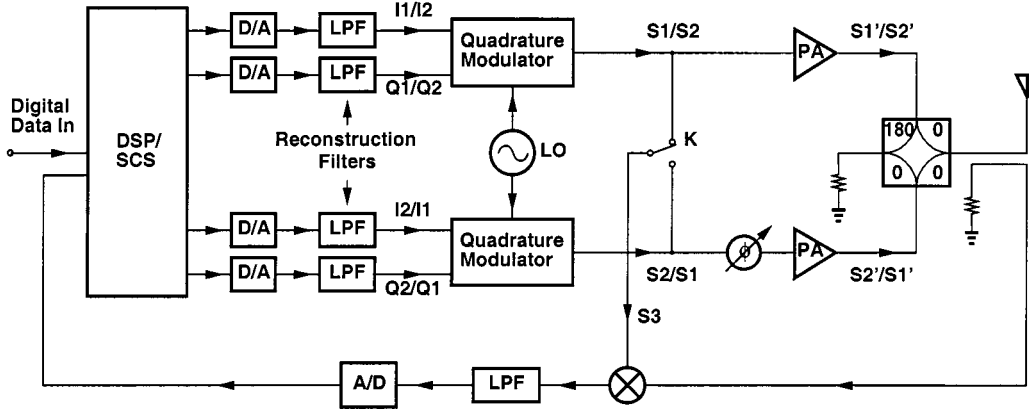 I1/I2
D/A
LPF
Quadrature
Modulator
S1/S2
PA
S1'/S2'
D/A
LPF
Q1/Q2
Digital
Data In
DSP/
SCS
Reconstruction
Filters
LO
K
180 0
0 0
D/A
LPF
I2/I1
Quadrature
Modulator
S2/S1
ϕ
PA
S2'/S1'
D/A
LPF
Q2/Q1
S3
A/D
LPF